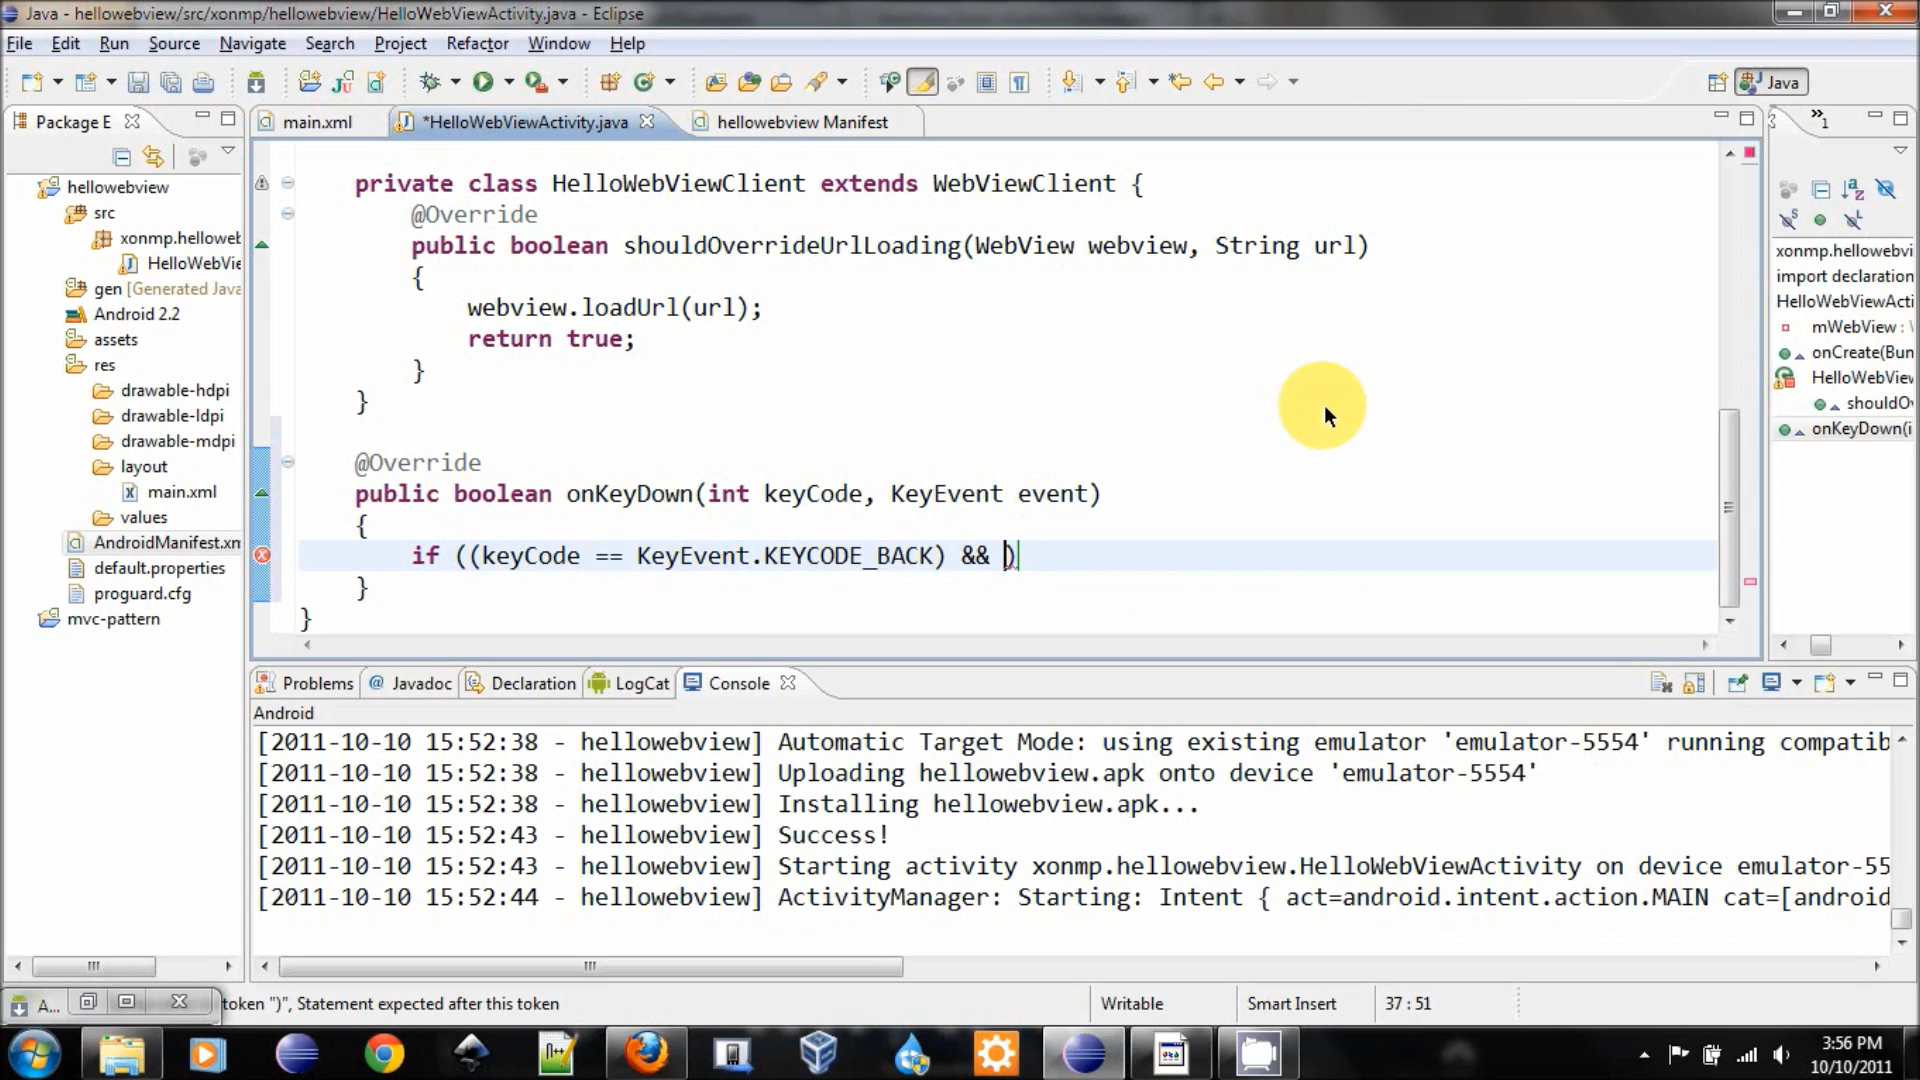 Java - hellowebview/src/xonmp/hellowebview/HelloWebViewActivity.java - Eclipse
File Edit Run Source Navigate Search Project Refactor Window Help
Java
Package E
main.xml
*HelloWebViewActivity.java
hellowebview Manifest
1
hellowebview
src
xonmp.helloweb
HelloWebVie
gen [Generated Java
Android 2.2
assets
res
drawable-hdpi
drawable-ldpi
drawable-mdpi
layout
main.xml
values
AndroidManifest.xm
default.properties
proguard.cfg
mvc-pattern
private class HelloWebViewClient extends WebViewClient {
@Override
public boolean shouldOverrideUrlLoading(WebView webview, String url)
{
webview.loadUrl(url);
return true;
}
}
@Override
public boolean onKeyDown(int keyCode, KeyEvent event)
{
if ((keyCode == KeyEvent.KEYCODE_BACK) && )
}
}
xonmp.hellowebvi
import declaration
HelloWebViewActi
mWebView :
onCreate(Bun
HelloWebView
shouldO
onKeyDown(i
Problems @ Javadoc Declaration LogCat Console
Android
[2011-10-10 15:52:38 - hellowebview] Automatic Target Mode: using existing emulator 'emulator-5554' running compatib
[2011-10-10 15:52:38 - hellowebview] Uploading hellowebview.apk onto device 'emulator-5554'
[2011-10-10 15:52:38 - hellowebview] Installing hellowebview.apk...
[2011-10-10 15:52:43 - hellowebview] Success!
[2011-10-10 15:52:43 - hellowebview] Starting activity xonmp.hellowebview.HelloWebViewActivity on device emulator-55
[2011-10-10 15:52:44 - hellowebview] ActivityManager: Starting: Intent { act=android.intent.action.MAIN cat=[android
A...
token ")", Statement expected after this token
Writable
Smart Insert
37 : 51
3:56 PM
10/10/2011